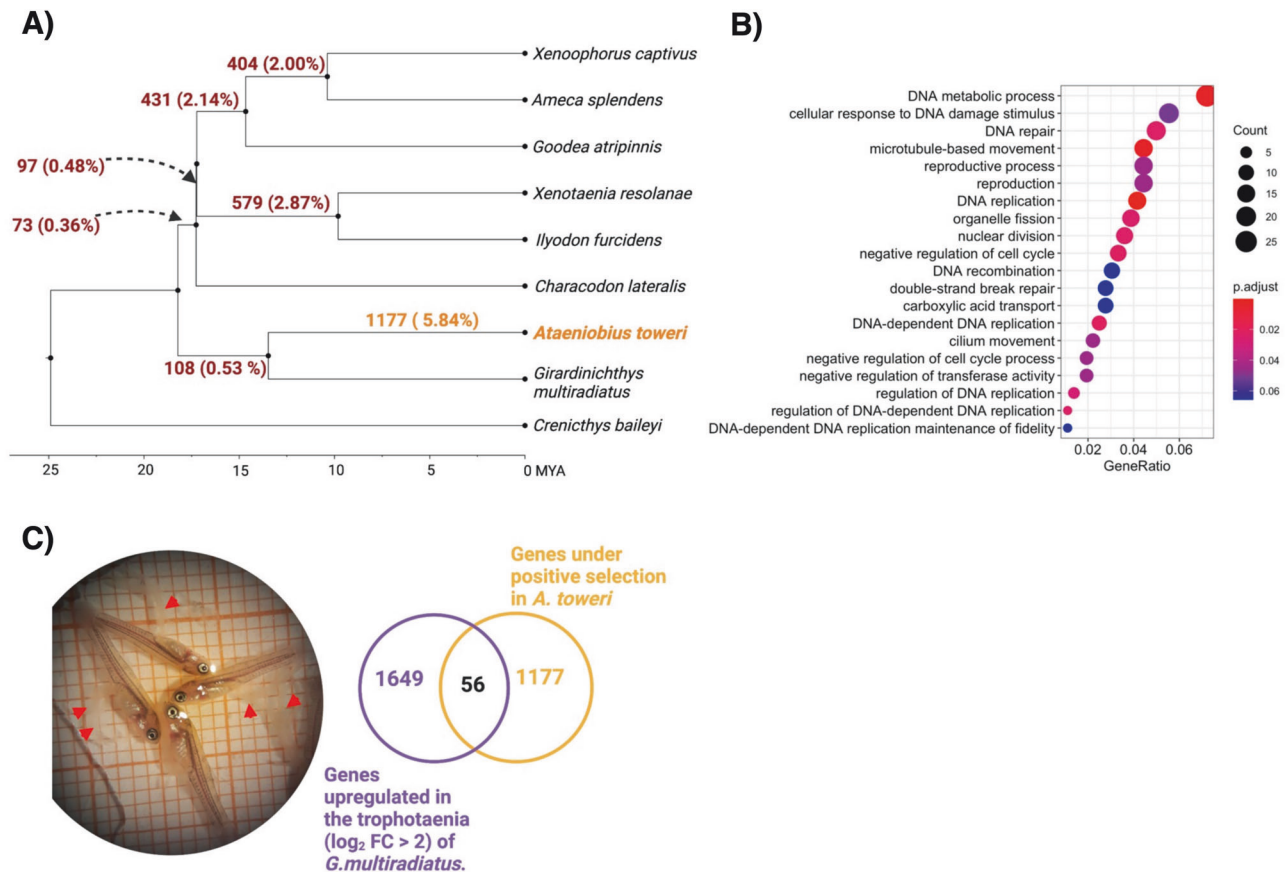 A)
404 (2.00%)
Xenoophorus captivus
431 (2.14%)
Ameca splendens
Goodea atripinnis
97 (0.48%)
579 (2.87%)
Xenotaenia resolanae
73 (0.36%)
Ilyodon furcidens
Characodon lateralis
1177 ( 5.84%)
Ataeniobius toweri
108 (0.53 %)
Girardinichthys
multiradiatus
Crenicthys baileyi
25 20 15 10 5 0 MYA
B)
DNA metabolic process
cellular response to DNA damage stimulus
DNA repair
microtubule-based movement
reproductive process
reproduction
DNA replication
organelle fission
nuclear division
negative regulation of cell cycle
DNA recombination
double-strand break repair
carboxylic acid transport
DNA-dependent DNA replication
cilium movement
negative regulation of cell cycle process
negative regulation of transferase activity
regulation of DNA replication
regulation of DNA-dependent DNA replication
DNA-dependent DNA replication maintenance of fidelity
0.02 0.04 0.06
GeneRatio
Count
5
10
15
20
25
p.adjust
0.02
0.04
0.06
C)
Genes under
positive selection
in A. toweri
1649 56 1177
Genes
upregulated in
the trophotaenia
(log₂ FC > 2) of
G.multiradiatus.